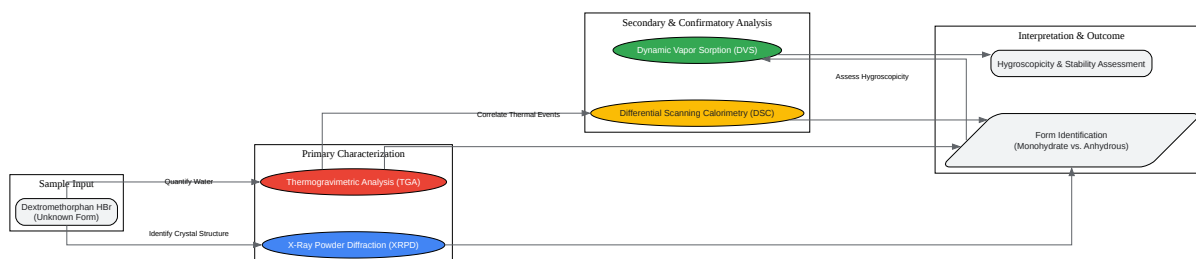 Sample Input
Dextromethorphan HBr
(Unknown Form)
Quantify Water
Identify Crystal Structure
Primary Characterization
Thermogravimetric Analysis (TGA)
X-Ray Powder Diffraction (XRPD)
Correlate Thermal Events
Secondary & Confirmatory Analysis
Dynamic Vapor Sorption (DVS)
Differential Scanning Calorimetry (DSC)
Assess Hygroscopicity
Interpretation & Outcome
Hygroscopicity & Stability Assessment
Form Identification
(Monohydrate vs. Anhydrous)